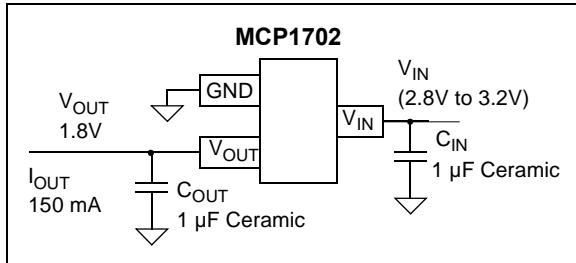 MCP1702
GND
V_IN
(2.8V to 3.2V)
V_OUT
1.8V
V_IN
V_OUT
C_IN
1 µF Ceramic
I_OUT
150 mA
C_OUT
1 µF Ceramic